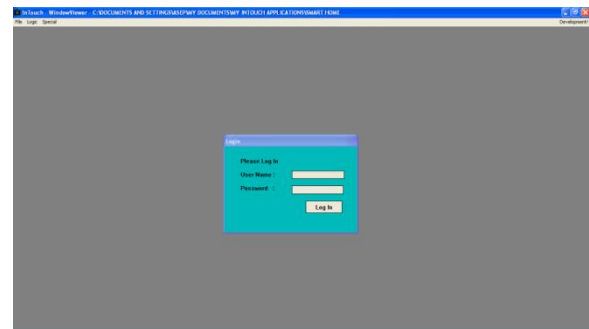 InTouch - WindowViewer - C:\DOCUMENTS AND SETTINGS\ASEP\MY DOCUMENTS\MY INTOUCH APPLICATIONS\SMART HOME
File Logic Special Development!
Login
Please Log In
User Name :
Password :
Log In